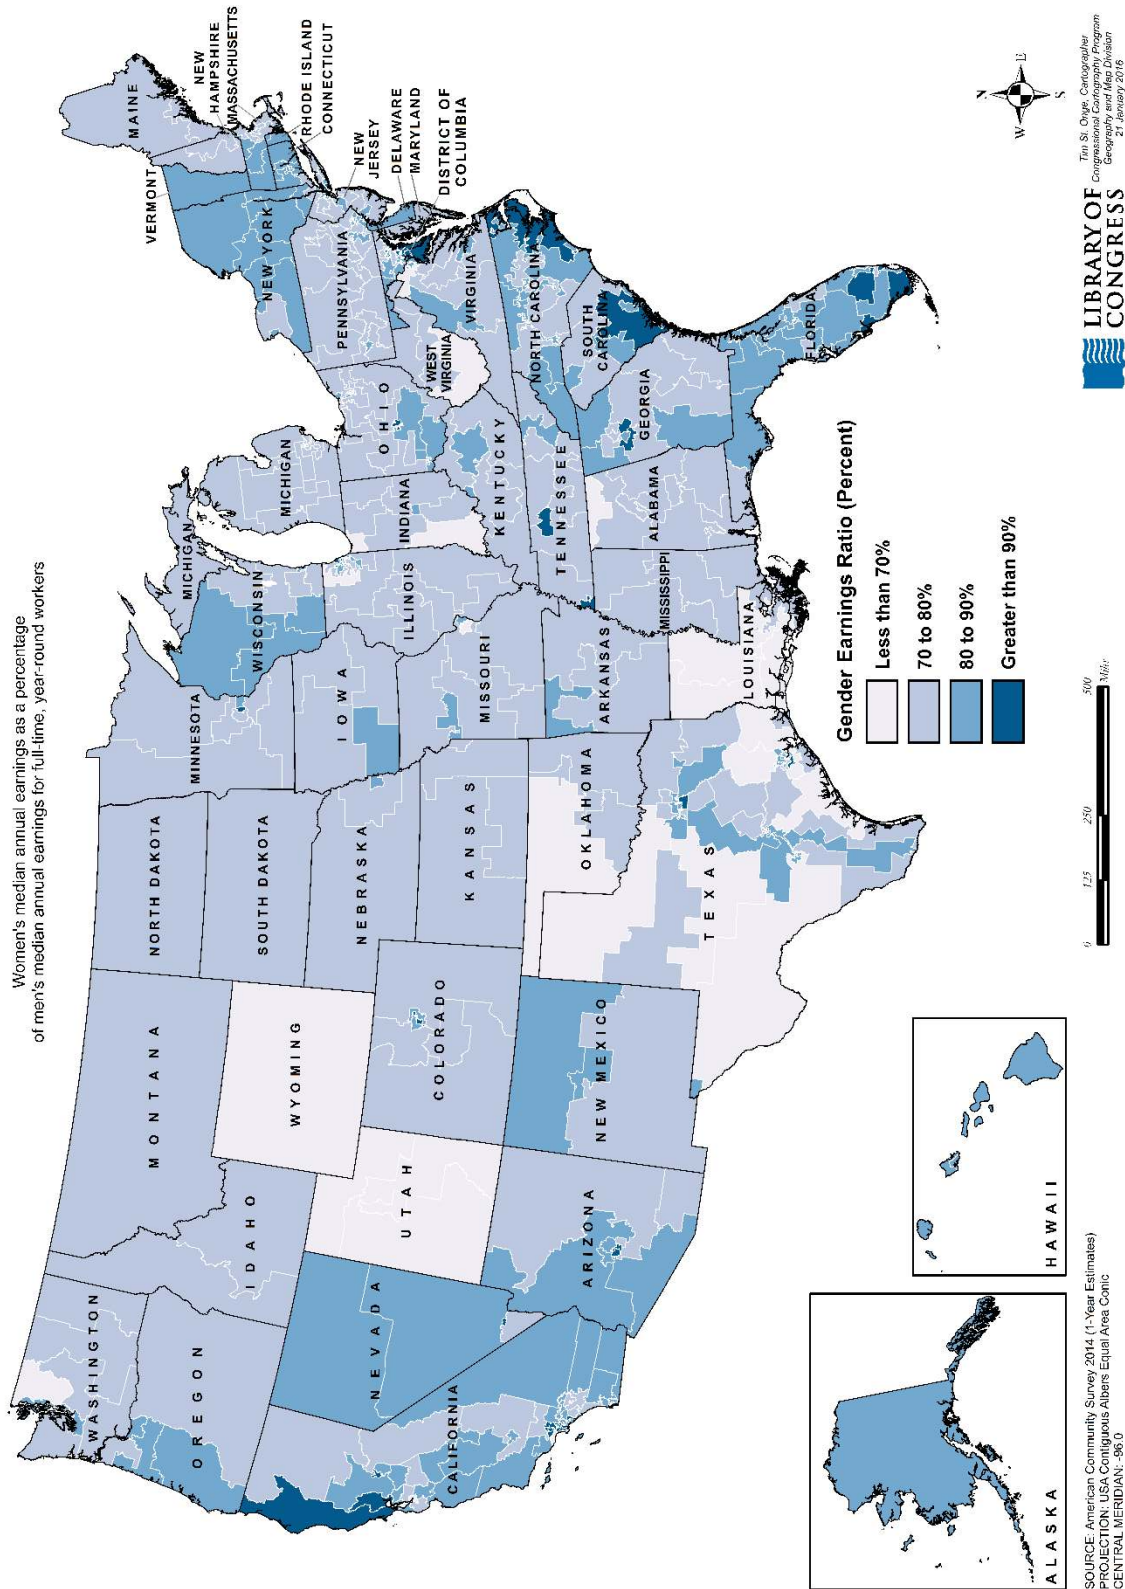 Women's median annual earnings as a percentage
of men's median annual earnings for full-time, year-round workers
WASHINGTON
OREGON
CALIFORNIA
NEVADA
IDAHO
MONTANA
WYOMING
UTAH
ARIZONA
COLORADO
NEW MEXICO
NORTH DAKOTA
SOUTH DAKOTA
NEBRASKA
KANSAS
OKLAHOMA
TEXAS
MINNESOTA
IOWA
MISSOURI
ARKANSAS
LOUISIANA
WISCONSIN
ILLINOIS
MICHIGAN
MICHIGAN
INDIANA
OHIO
KENTUCKY
TENNESSEE
MISSISSIPPI
ALABAMA
GEORGIA
FLORIDA
SOUTH
CAROLINA
NORTH CAROLINA
VIRGINIA
WEST
VIRGINIA
PENNSYLVANIA
NEW YORK
VERMONT
MAINE
NEW
HAMPSHIRE
MASSACHUSETTS
RHODE ISLAND
CONNECTICUT
NEW
JERSEY
DELAWARE
MARYLAND
DISTRICT OF
COLUMBIA
ALASKA
HAWAII
Gender Earnings Ratio (Percent)
Less than 70%
70 to 80%
80 to 90%
Greater than 90%
0 125 250 500
Miles
N
W E
S
SOURCE: American Community Survey 2014 (1-Year Estimates)
PROJECTION: USA Contiguous Albers Equal Area Conic
CENTRAL MERIDIAN: -96.0
LIBRARY OF
CONGRESS
Tim St. Onge, Cartographer
Congressional Cartography Program
Geography and Map Division
21 January 2016